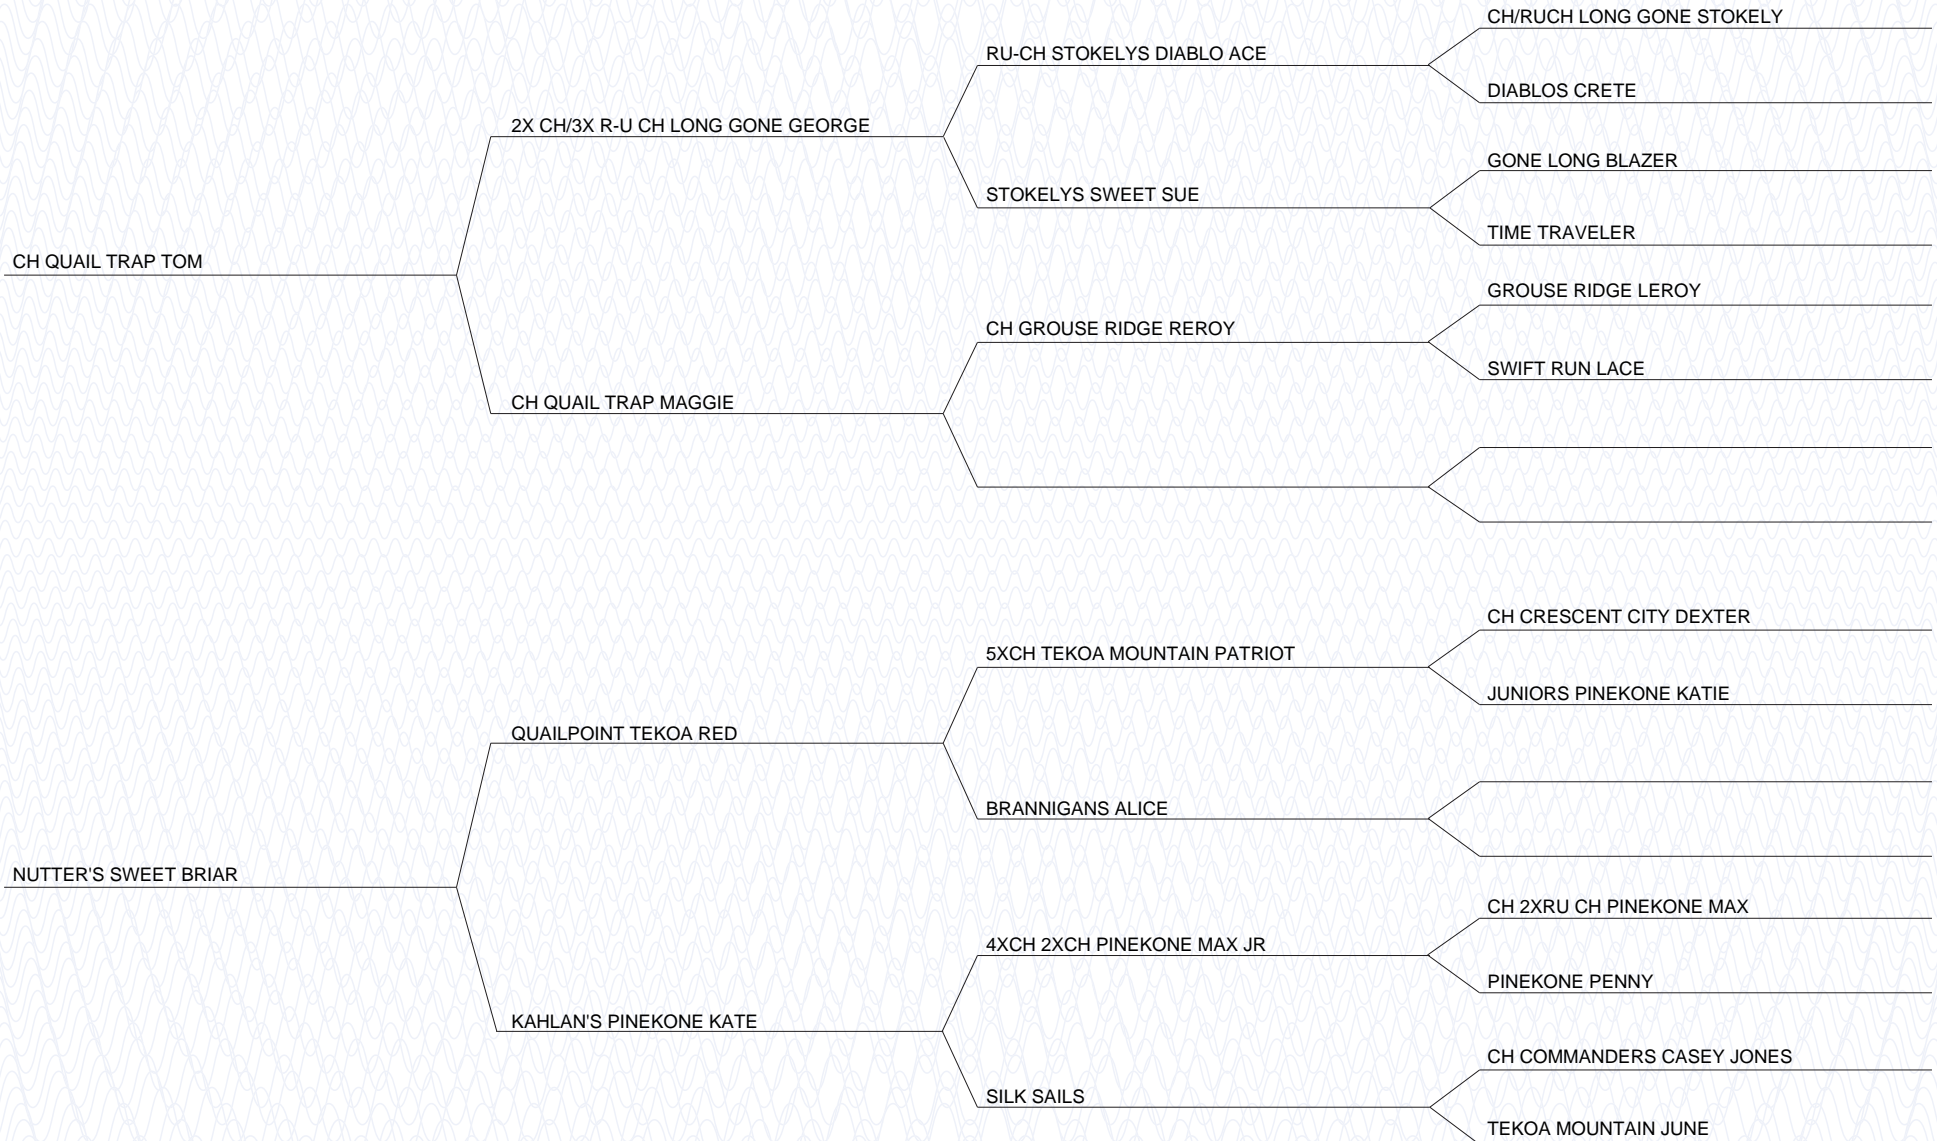 CH/RUCH LONG GONE STOKELY
RU-CH STOKELYS DIABLO ACE
DIABLOS CRETE
2X CH/3X R-U CH LONG GONE GEORGE
GONE LONG BLAZER
STOKELYS SWEET SUE
TIME TRAVELER
CH QUAIL TRAP TOM
GROUSE RIDGE LEROY
CH GROUSE RIDGE REROY
SWIFT RUN LACE
CH QUAIL TRAP MAGGIE
CH CRESCENT CITY DEXTER
5XCH TEKOA MOUNTAIN PATRIOT
JUNIORS PINEKONE KATIE
QUAILPOINT TEKOA RED
BRANNIGANS ALICE
NUTTER'S SWEET BRIAR
CH 2XRU CH PINEKONE MAX
4XCH 2XCH PINEKONE MAX JR
PINEKONE PENNY
KAHLAN'S PINEKONE KATE
CH COMMANDERS CASEY JONES
SILK SAILS
TEKOA MOUNTAIN JUNE